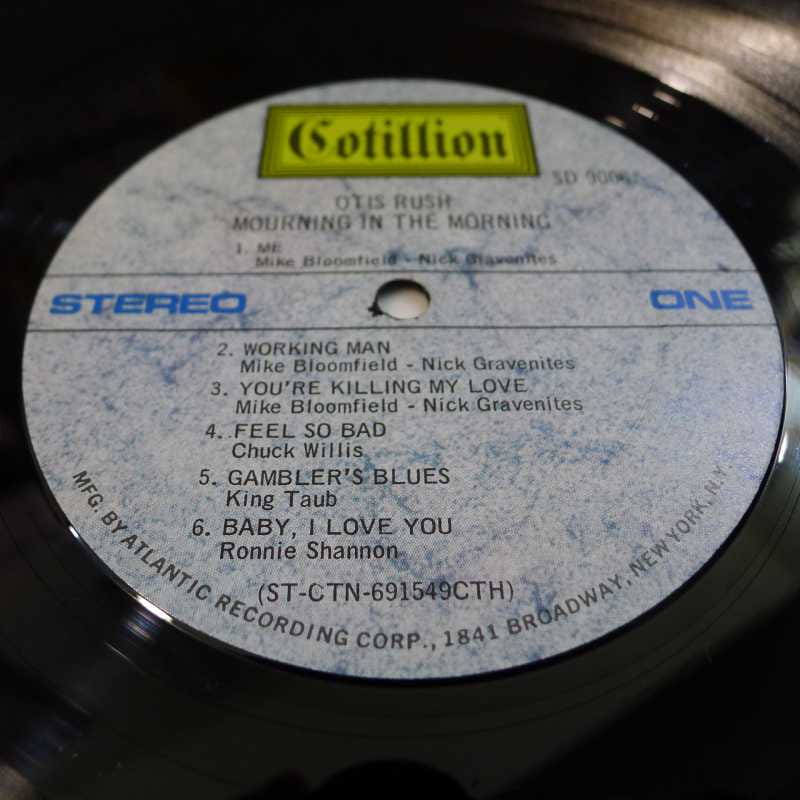 Cotillion
OTIS RUSH
MOURNING IN THE MORNING
1. ME
Mike Bloomfield - Nick Gravenites
STEREO
ONE
2. WORKING MAN
Mike Bloomfield - Nick Gravenites
3. YOU'RE KILLING MY LOVE
Mike Bloomfield - Nick Gravenites
4. FEEL SO BAD
Chuck Willis
5. GAMBLER'S BLUES
King Taub
6. BABY, I LOVE YOU
Ronnie Shannon
(ST-CTN-691549CTH)
MFG. BY ATLANTIC RECORDING CORP., 1841 BROADWAY, NEW YORK, N.Y.